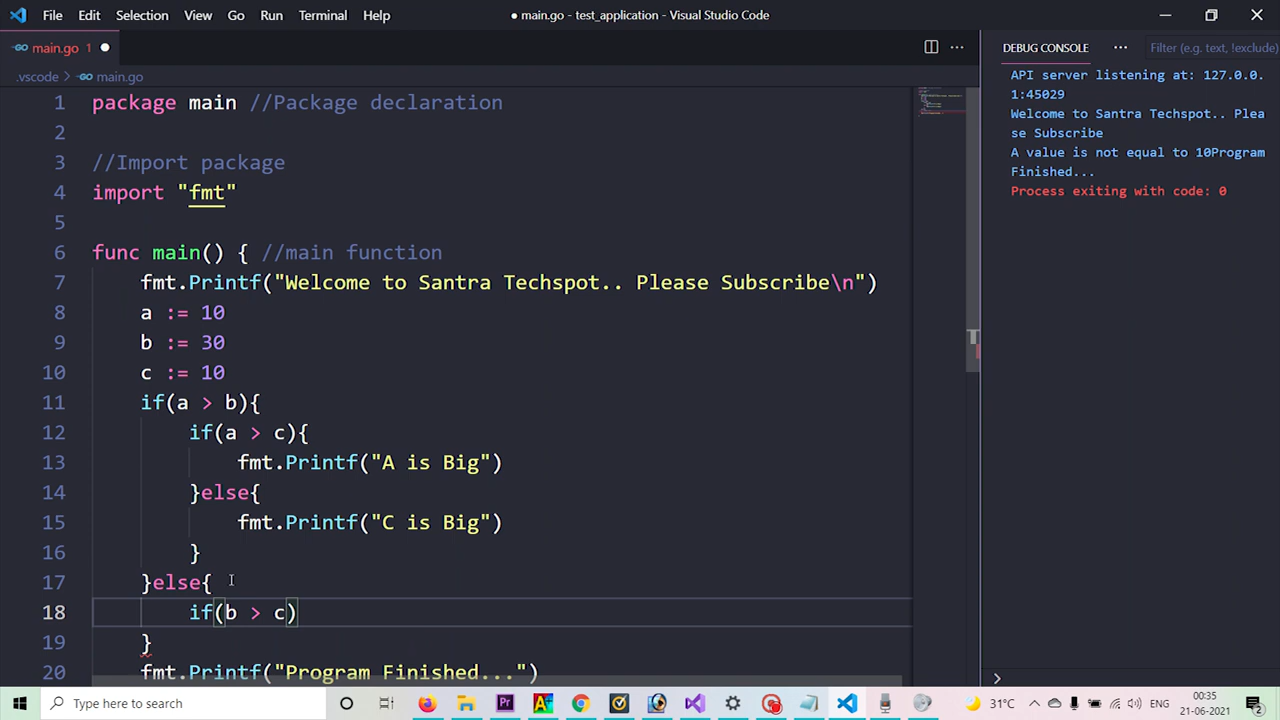 File Edit Selection View Go Run Terminal Help
● main.go - test_application - Visual Studio Code
main.go 1 ●
DEBUG CONSOLE
Filter (e.g. text, !exclude)
.vscode > main.go
1 package main //Package declaration
2
3 //Import package
4 import "fmt"
5
6 func main() { //main function
7 fmt.Printf("Welcome to Santra Techspot.. Please Subscribe\n")
8 a := 10
9 b := 30
10 c := 10
11 if(a > b){
12 if(a > c){
13 fmt.Printf("A is Big")
14 }else{
15 fmt.Printf("C is Big")
16 }
17 }else{
18 if(b > c)
19 }
20 fmt.Printf("Program Finished...")
API server listening at: 127.0.0.
1:45029
Welcome to Santra Techspot.. Plea
se Subscribe
A value is not equal to 10Program
Finished...
Process exiting with code: 0
Type here to search
31°C
ENG
00:35
21-06-2021
2